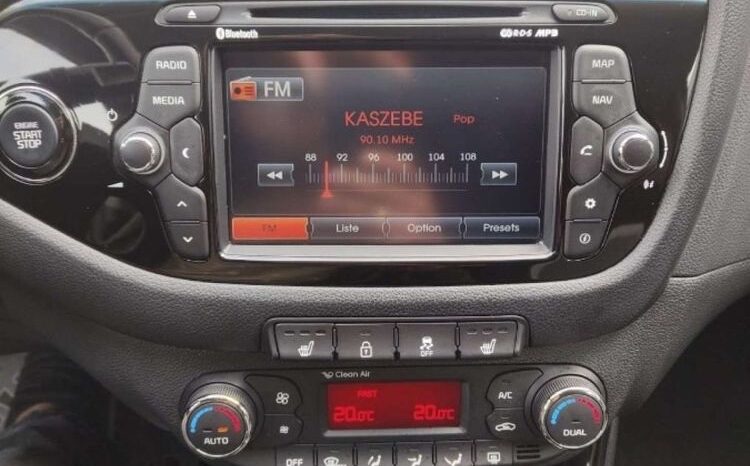 CD-IN
Bluetooth
R·D·S MP3
RADIO
MAP
FM
MEDIA
NAV
KASZEBE Pop
90.10 MHz
ENGINE
START
STOP
88 92 96 100 104 108
FM Liste Option Presets
OFF
Clean Air
FAST
A/C
20.0°C 20.0°C
AUTO
DUAL
OFF